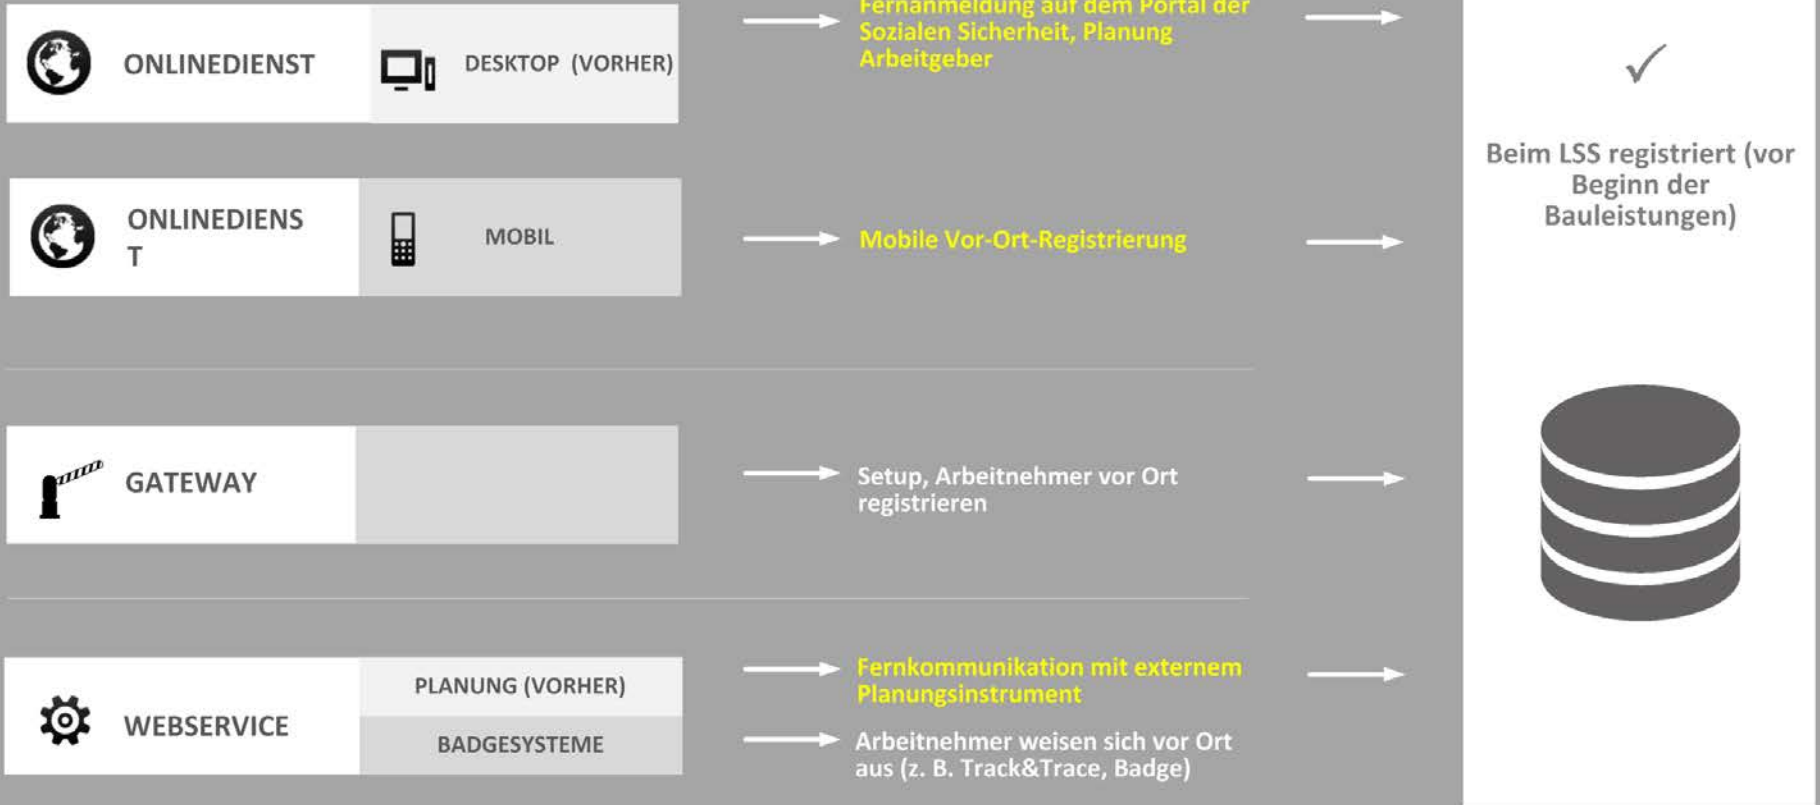 ONLINEDIENST
DESKTOP (VORHER)
Fernanmeldung auf dem Portal der
Sozialen Sicherheit, Planung
Arbeitgeber
ONLINEDIENS
T
MOBIL
Mobile Vor-Ort-Registrierung
GATEWAY
Setup, Arbeitnehmer vor Ort
registrieren
WEBSERVICE
PLANUNG (VORHER)
BADGESYSTEME
Fernkommunikation mit externem
Planungsinstrument
Arbeitnehmer weisen sich vor Ort
aus (z. B. Track&Trace, Badge)
Beim LSS registriert (vor
Beginn der
Bauleistungen)